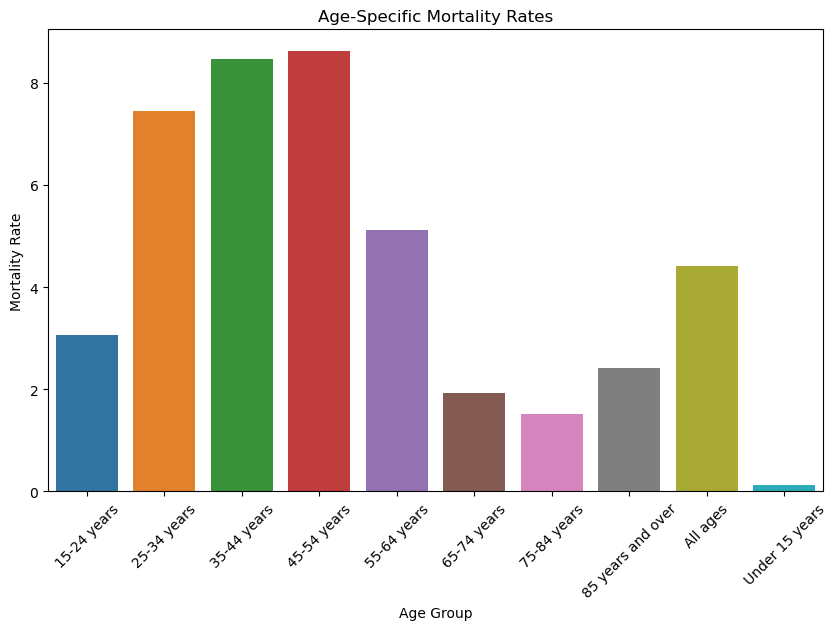 Age-Specific Mortality Rates
Mortality Rate
8
6
4
2
0
15-24 years
25-34 years
35-44 years
45-54 years
55-64 years
65-74 years
75-84 years
85 years and over
All ages
Under 15 years
Age Group